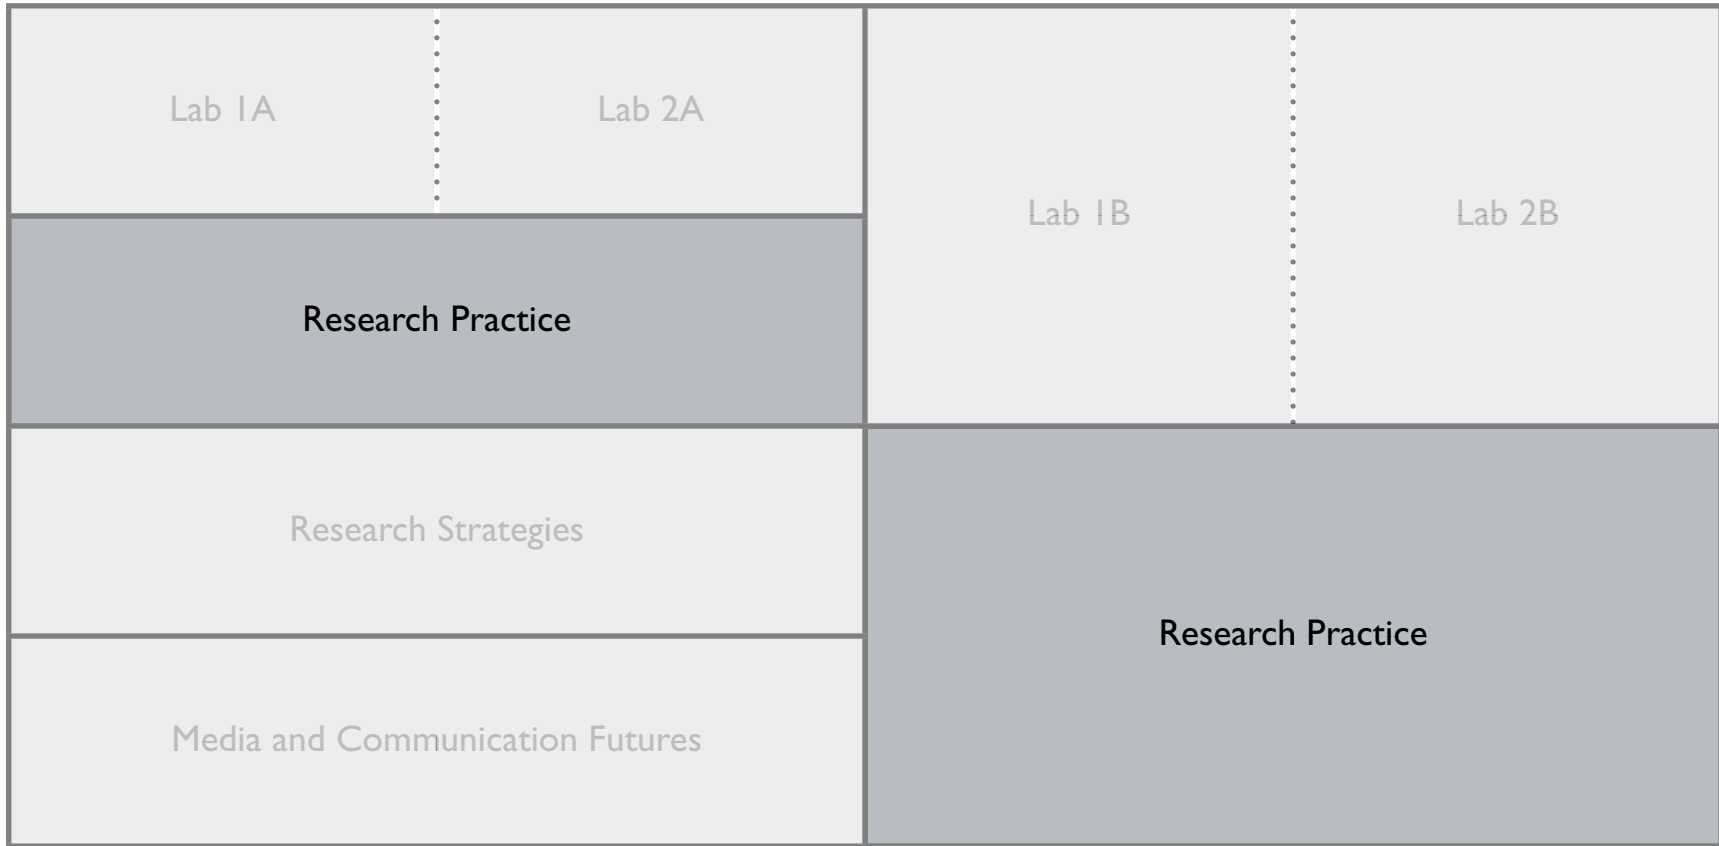 Lab 1A
Lab 2A
Research Practice
Research Strategies
Media and Communication Futures
Lab 1B
Lab 2B
Research Practice